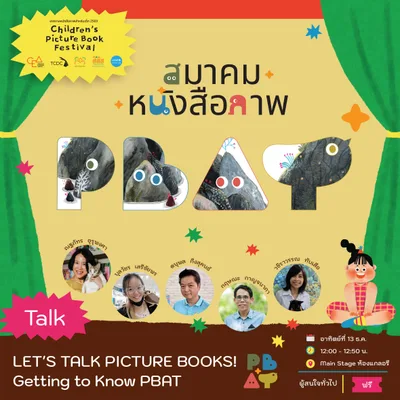 Children's
Picture Book
Festival
TCDC
สมาคม
หนังสือภาพ
PBAT
Talk
LET'S TALK PICTURE BOOKS!
Getting to Know PBAT
PB
AT
อาทิตย์ที่ 13 ธ.ค.
12:00 - 12:50 น.
Main Stage ห้องแกลอรี
ผู้สนใจทั่วไป
ฟรี